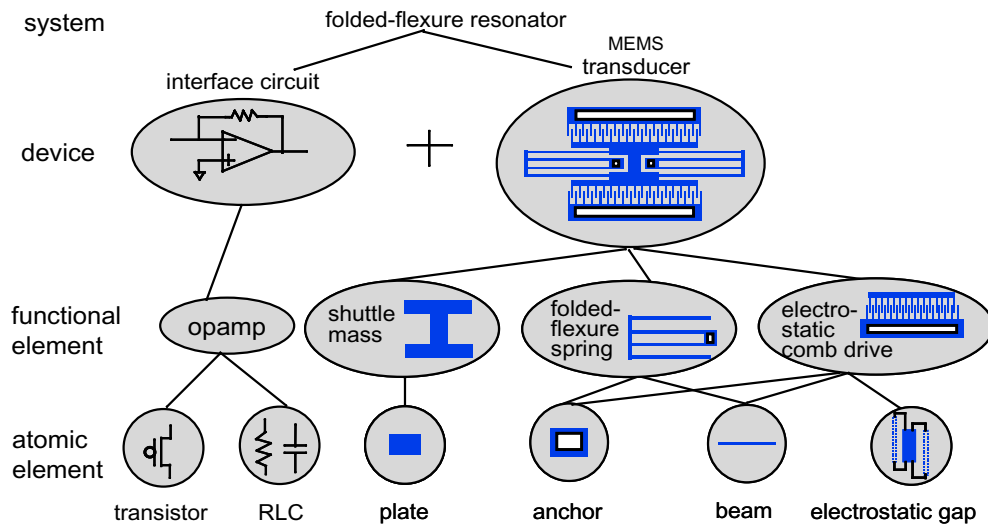 system
folded-flexure resonator
MEMS
transducer
interface circuit
device
+
functional
element
opamp
shuttle
mass
folded-
flexure
spring
electro-
static
comb drive
atomic
element
transistor
RLC
plate
anchor
beam
electrostatic gap